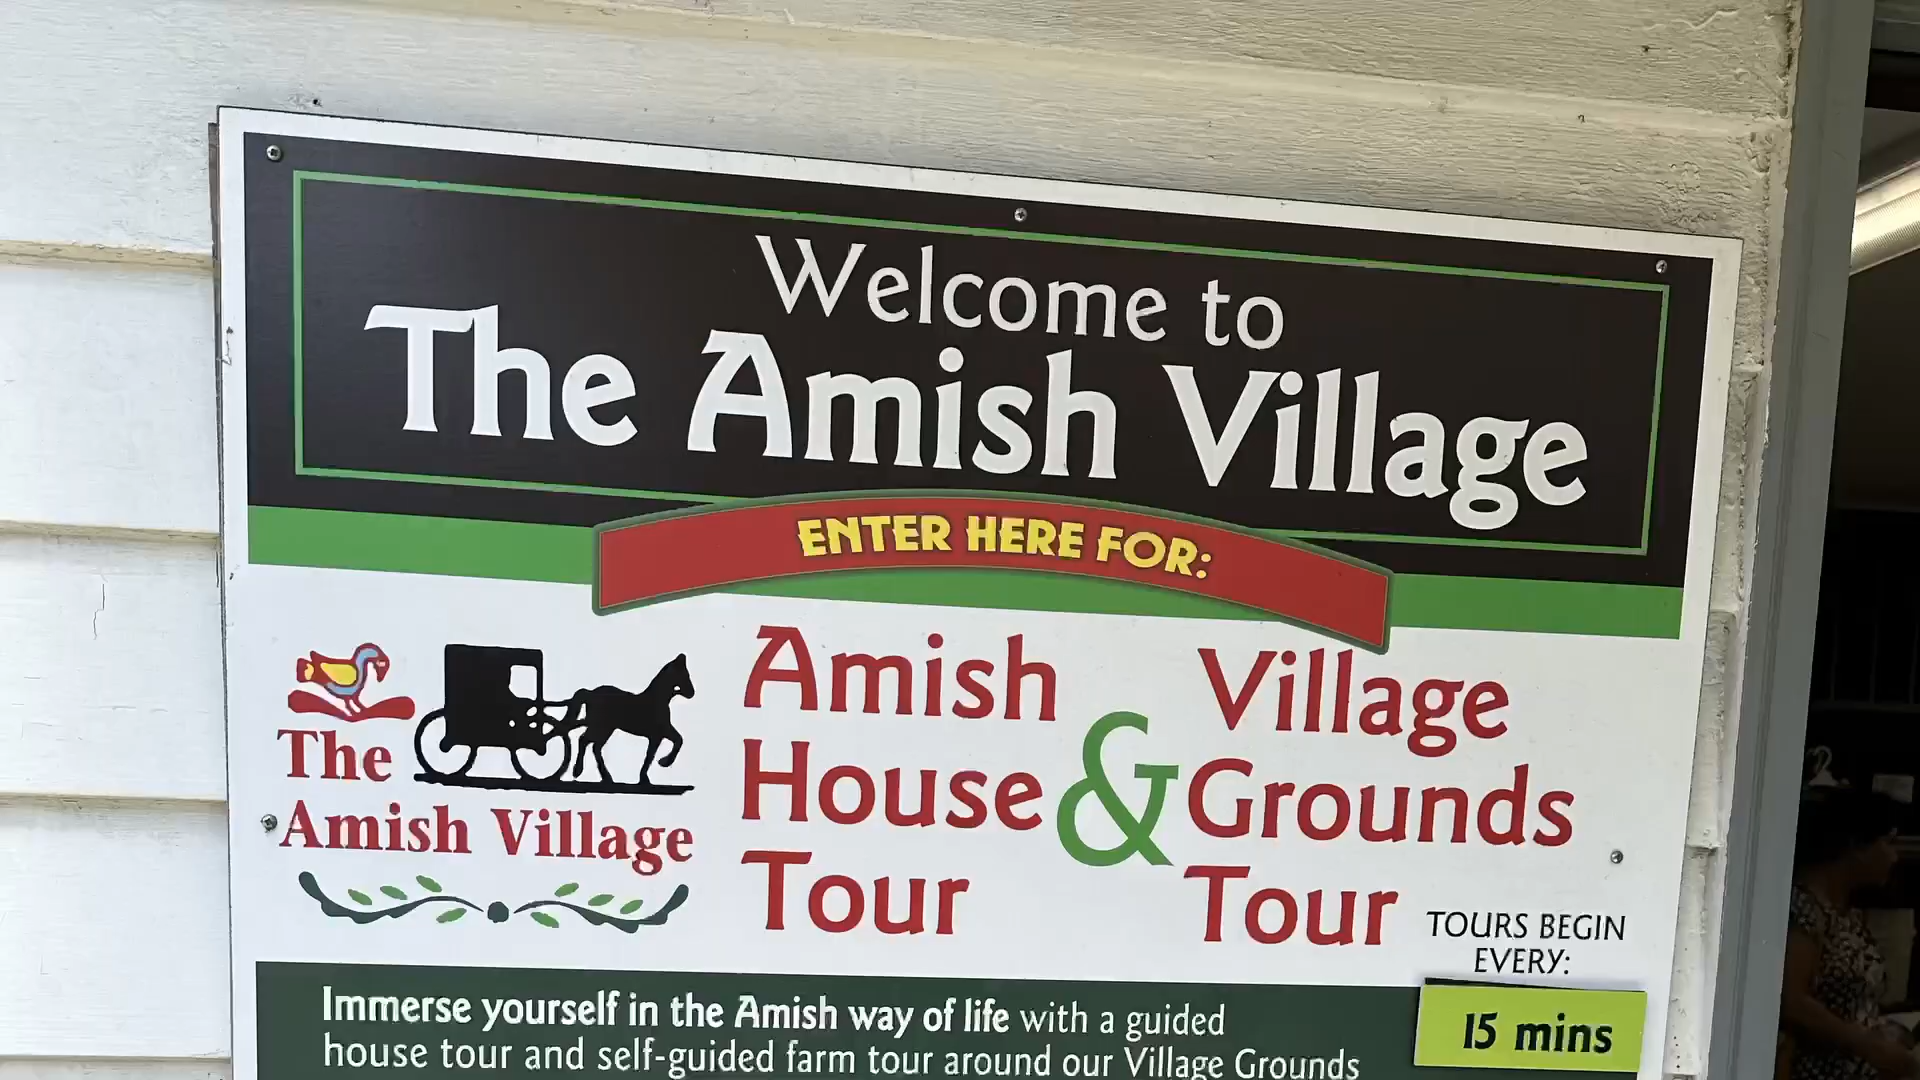 Welcome to
The Amish Village
ENTER HERE FOR:
The
Amish Village
Amish
House
Tour
&
Village
Grounds
Tour
TOURS BEGIN
EVERY:
15 mins
Immerse yourself in the Amish way of life with a guided
house tour and self-guided farm tour around our Village Grounds